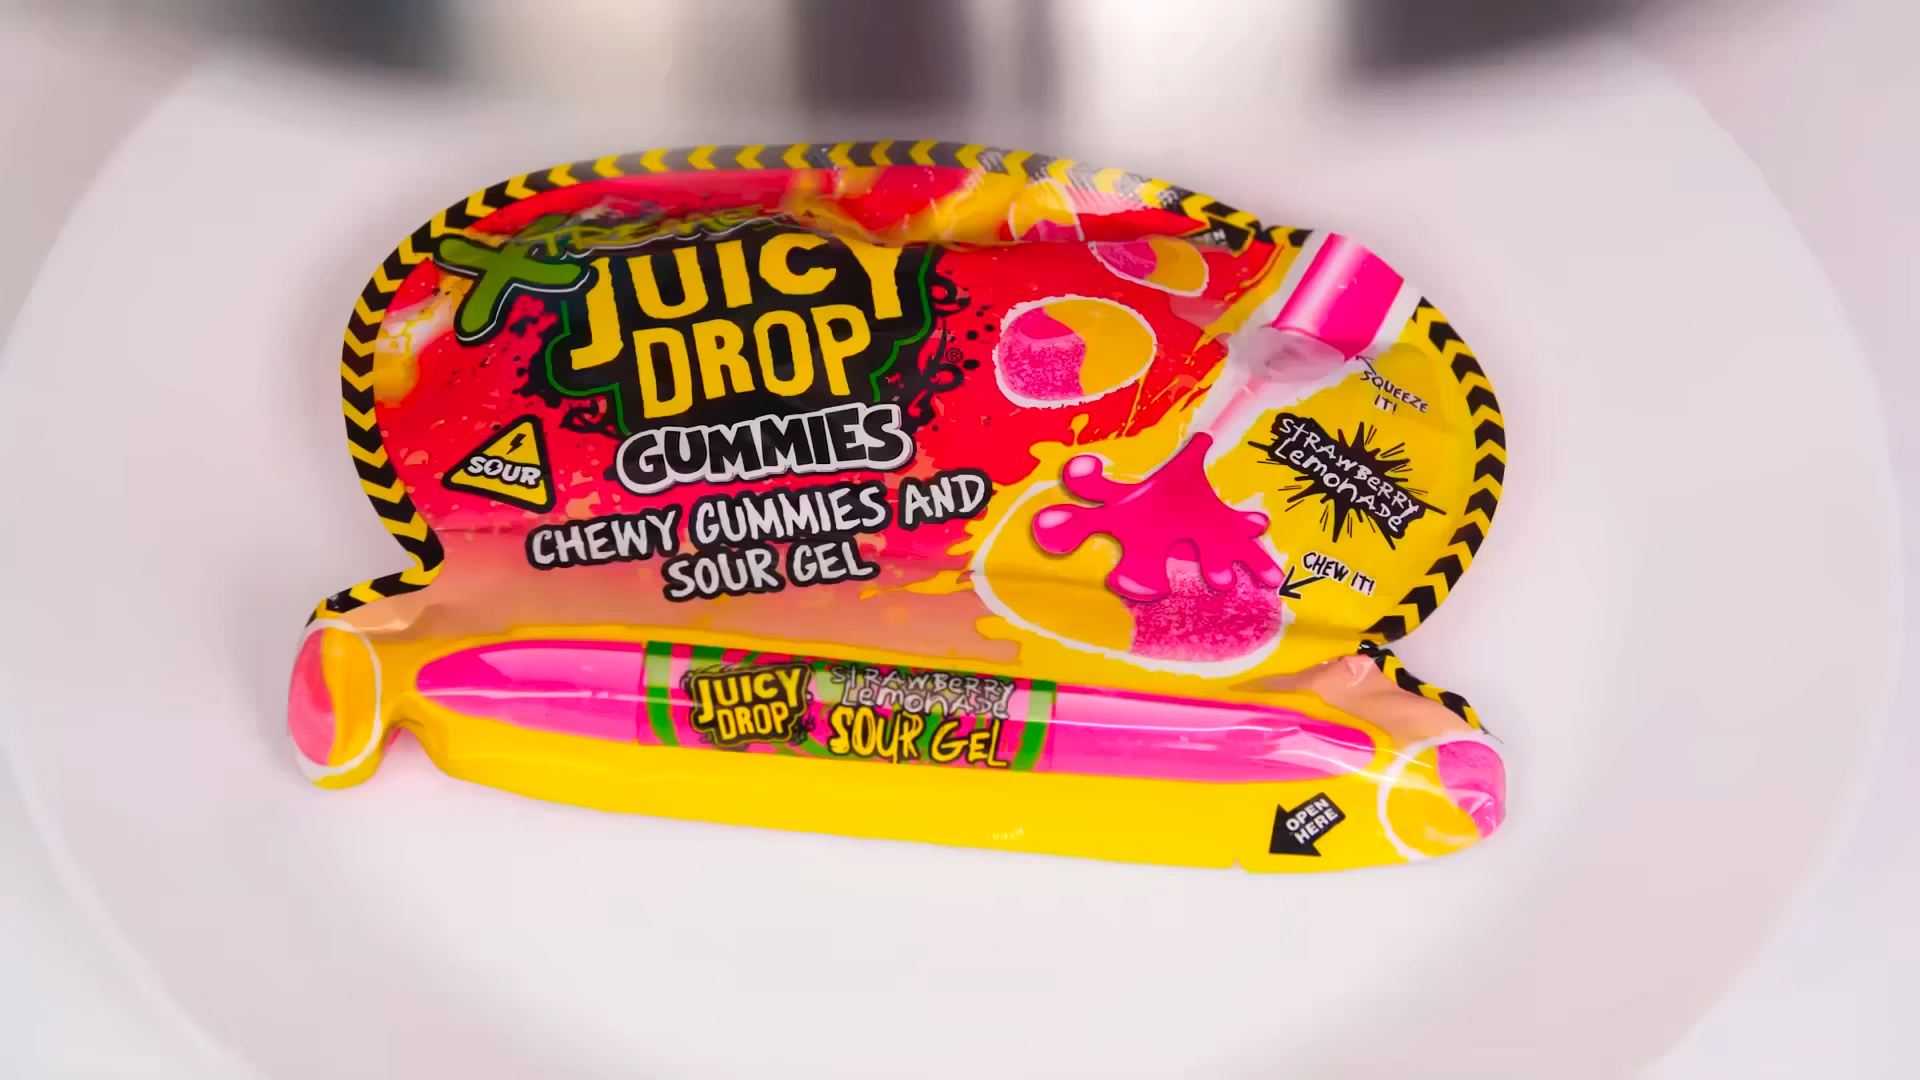 XTREME
JUICY
DROP
®
GUMMIES
SOUR
CHEWY GUMMIES AND
SOUR GEL
SQUEEZE
IT!
STRAWBERRY
LEMONADE
CHEW IT!
JUICY
DROP
STRAWBERRY
LEMONADE
SOUR GEL
OPEN
HERE